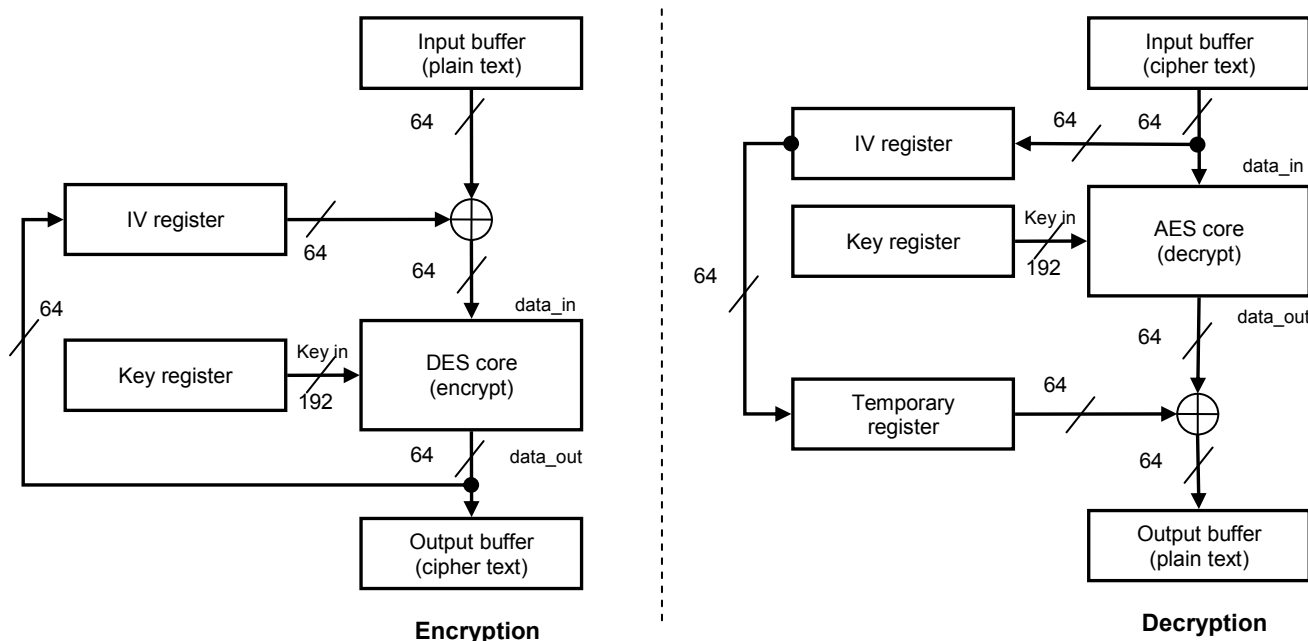 Input buffer
(plain text)
64
IV register
64
64
64
data_in
Key register
Key in
192
DES core
(encrypt)
64
data_out
Output buffer
(cipher text)
Encryption
Input buffer
(cipher text)
64
64
IV register
data_in
Key register
Key in
192
AES core
(decrypt)
64
data_out
64
Temporary
register
64
64
Output buffer
(plain text)
Decryption